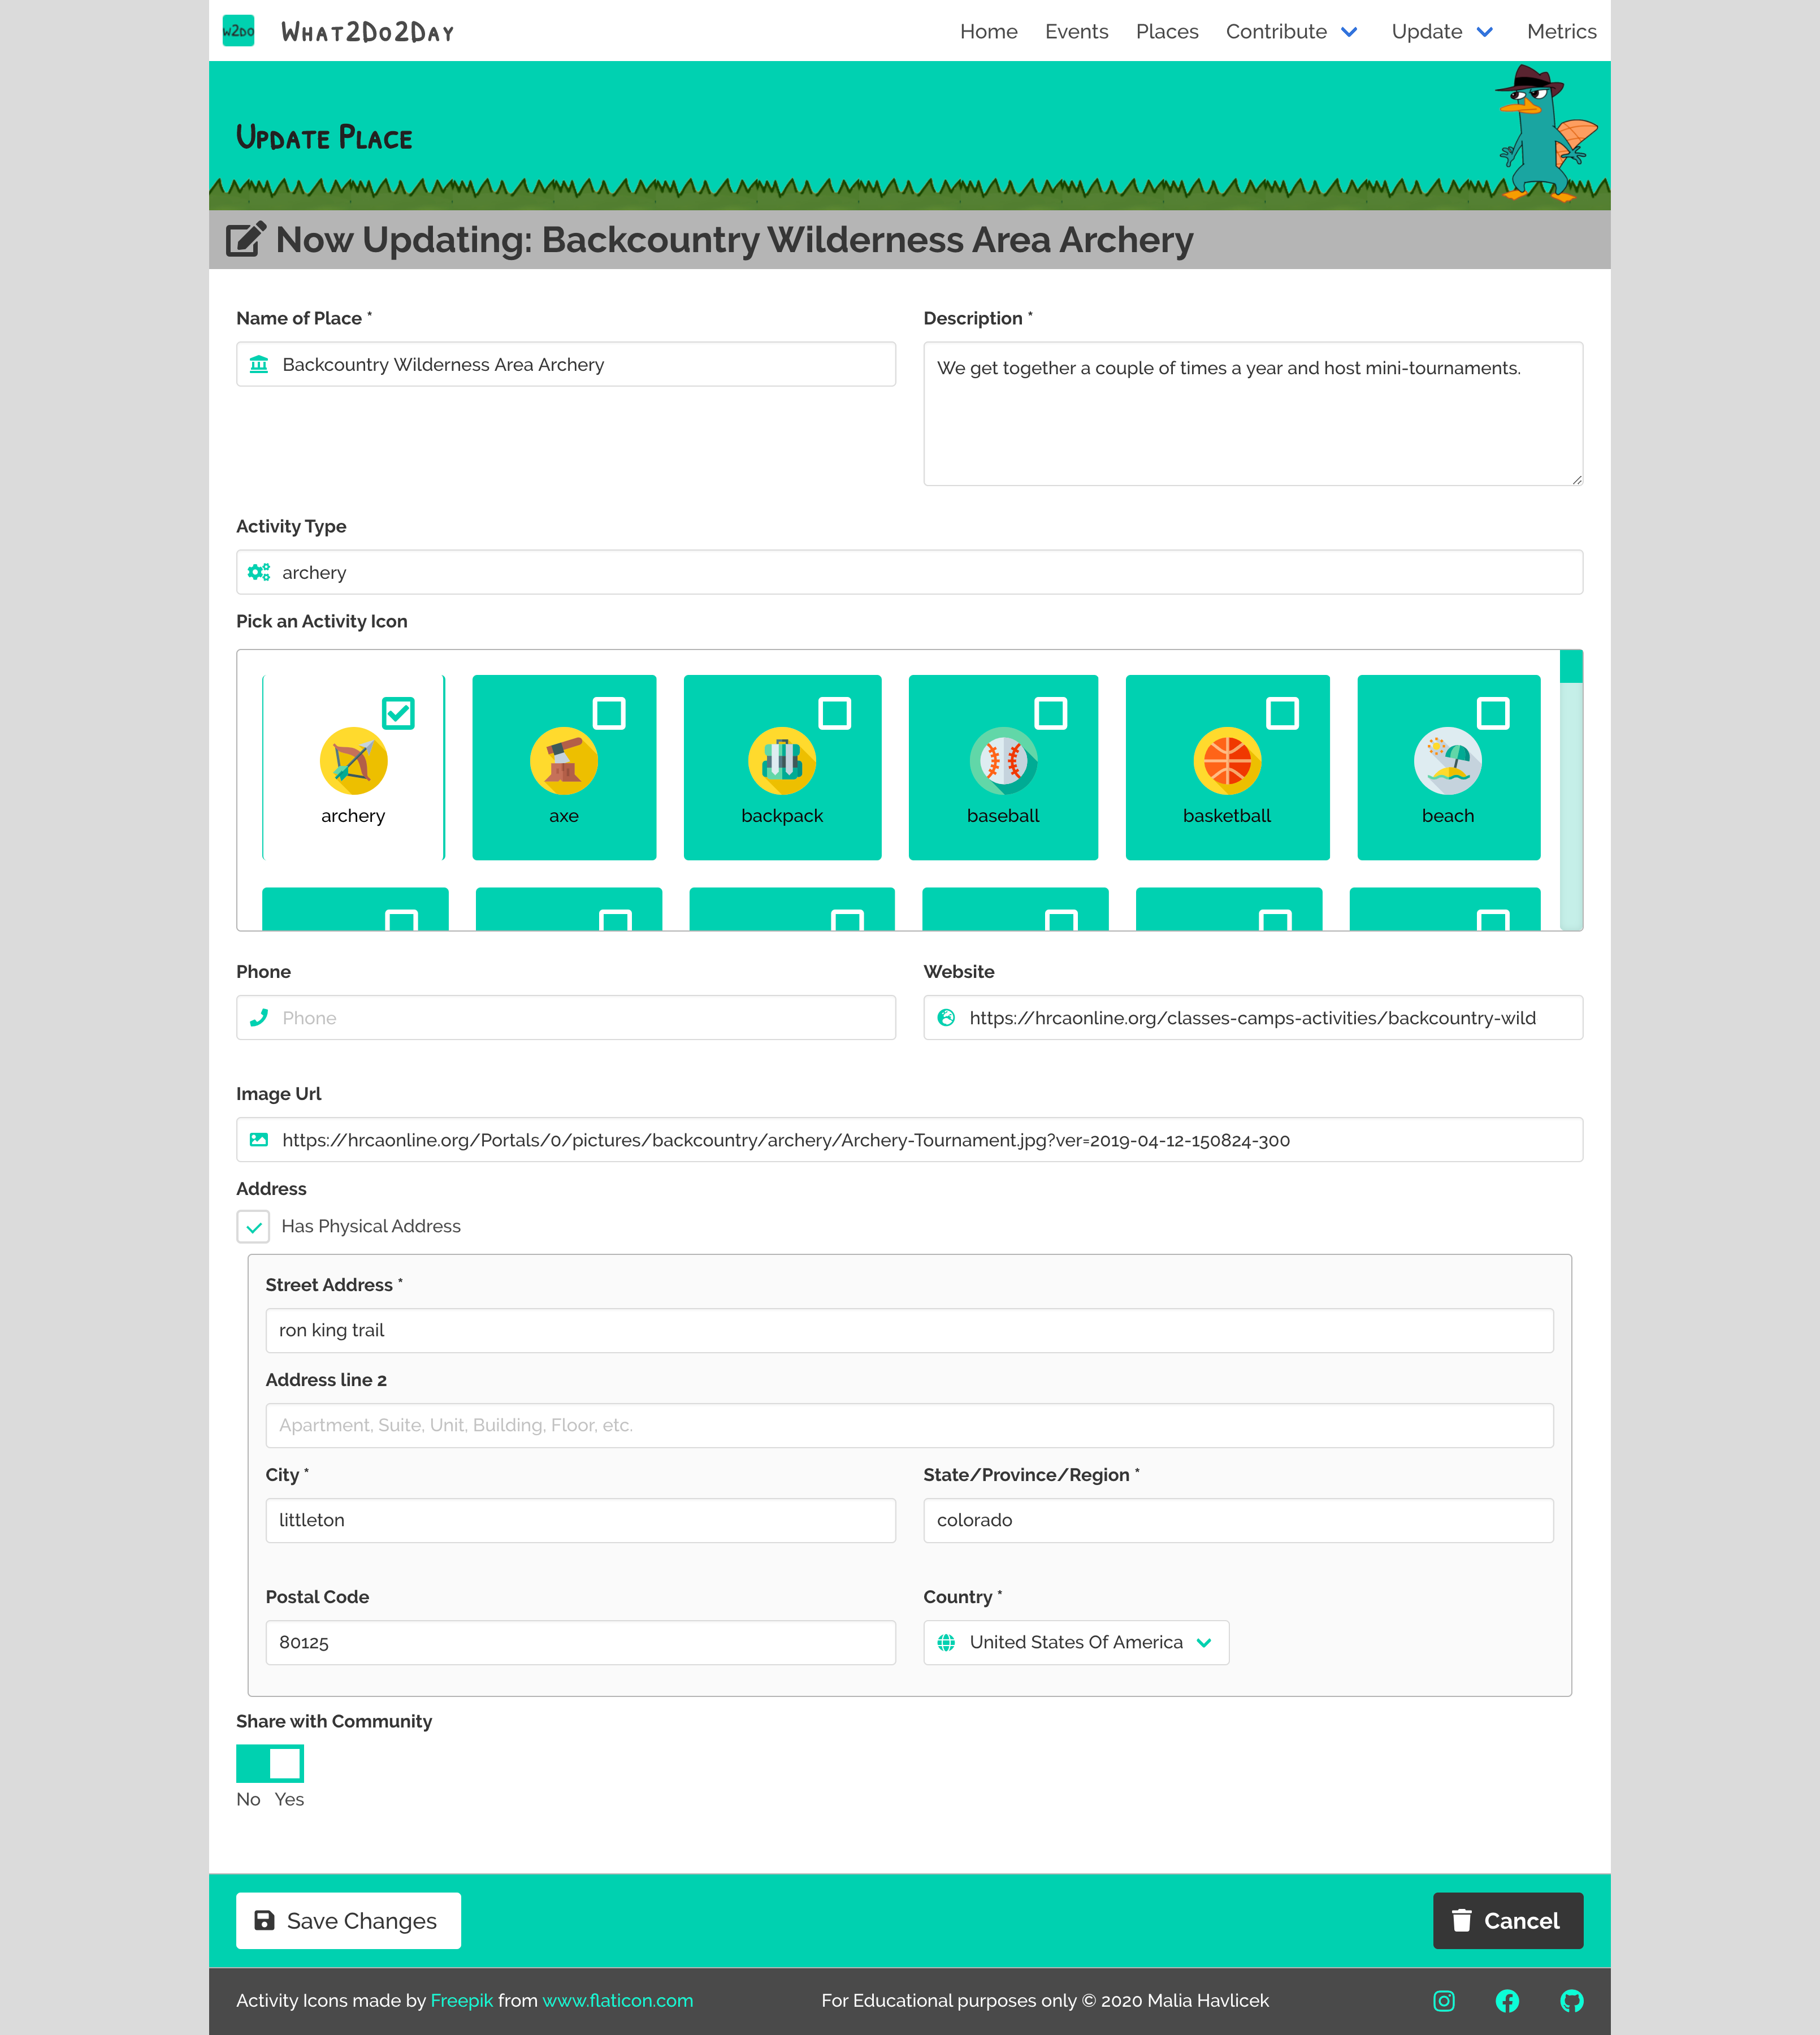 W2DO What2Do2Day Home Events Places Contribute Update Metrics
Update Place
Now Updating: Backcountry Wilderness Area Archery
Name of Place * Description *
Backcountry Wilderness Area Archery We get together a couple of times a year and host mini-tournaments.
Activity Type
archery
Pick an Activity Icon
archery axe backpack baseball basketball beach
Phone Website
Phone https://hrcaonline.org/classes-camps-activities/backcountry-wild
Image Url
https://hrcaonline.org/Portals/0/pictures/backcountry/archery/Archery-Tournament.jpg?ver=2019-04-12-150824-300
Address
Has Physical Address
Street Address *
ron king trail
Address line 2
Apartment, Suite, Unit, Building, Floor, etc.
City * State/Province/Region *
littleton colorado
Postal Code Country *
80125 United States Of America
Share with Community
No Yes
Save Changes Cancel
Activity Icons made by Freepik from www.flaticon.com For Educational purposes only © 2020 Malia Havlicek